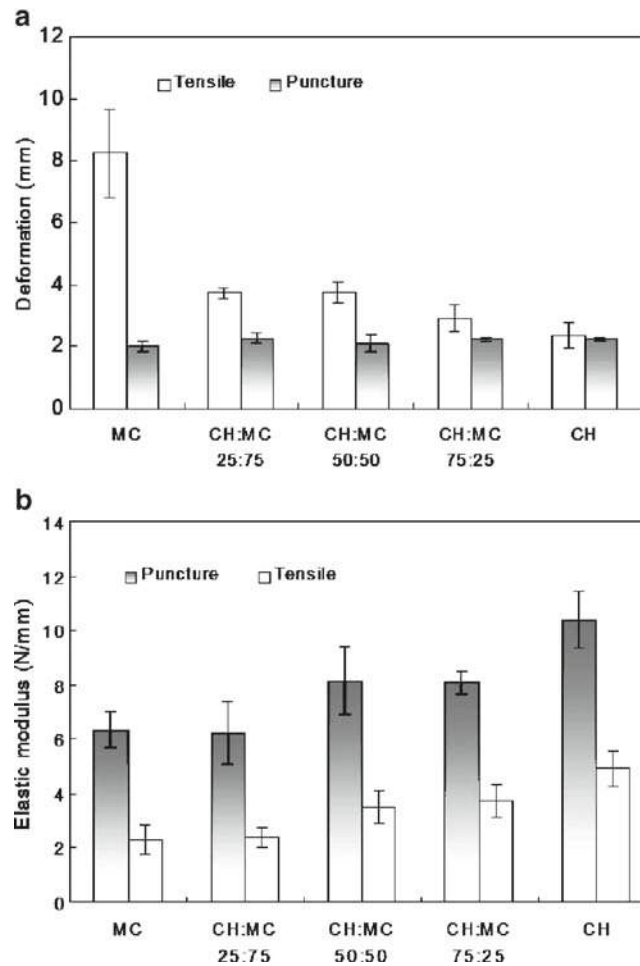 a
12
Tensile Puncture
10
8
6
4
2
0
Daformation (mm)
MC CH:MC CH:MC CH:MC CH
25:75 50:50 75:25
b
14
Puncture Tensile
12
10
8
6
4
2
0
Elastic modulus (N/mm)
MC CH:MC CH:MC CH:MC CH
25:75 50:50 75:25